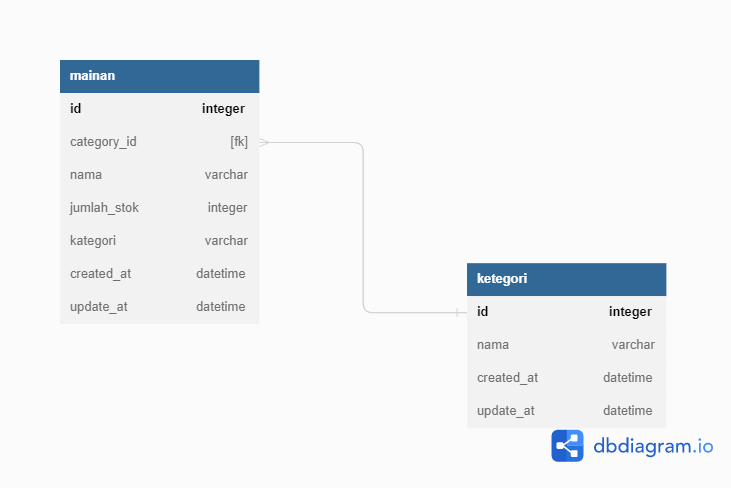 mainan
id integer
category_id [fk]
nama varchar
jumlah_stok integer
kategori varchar
created_at datetime
update_at datetime
ketegori
id integer
nama varchar
created_at datetime
update_at datetime
dbdiagram.io